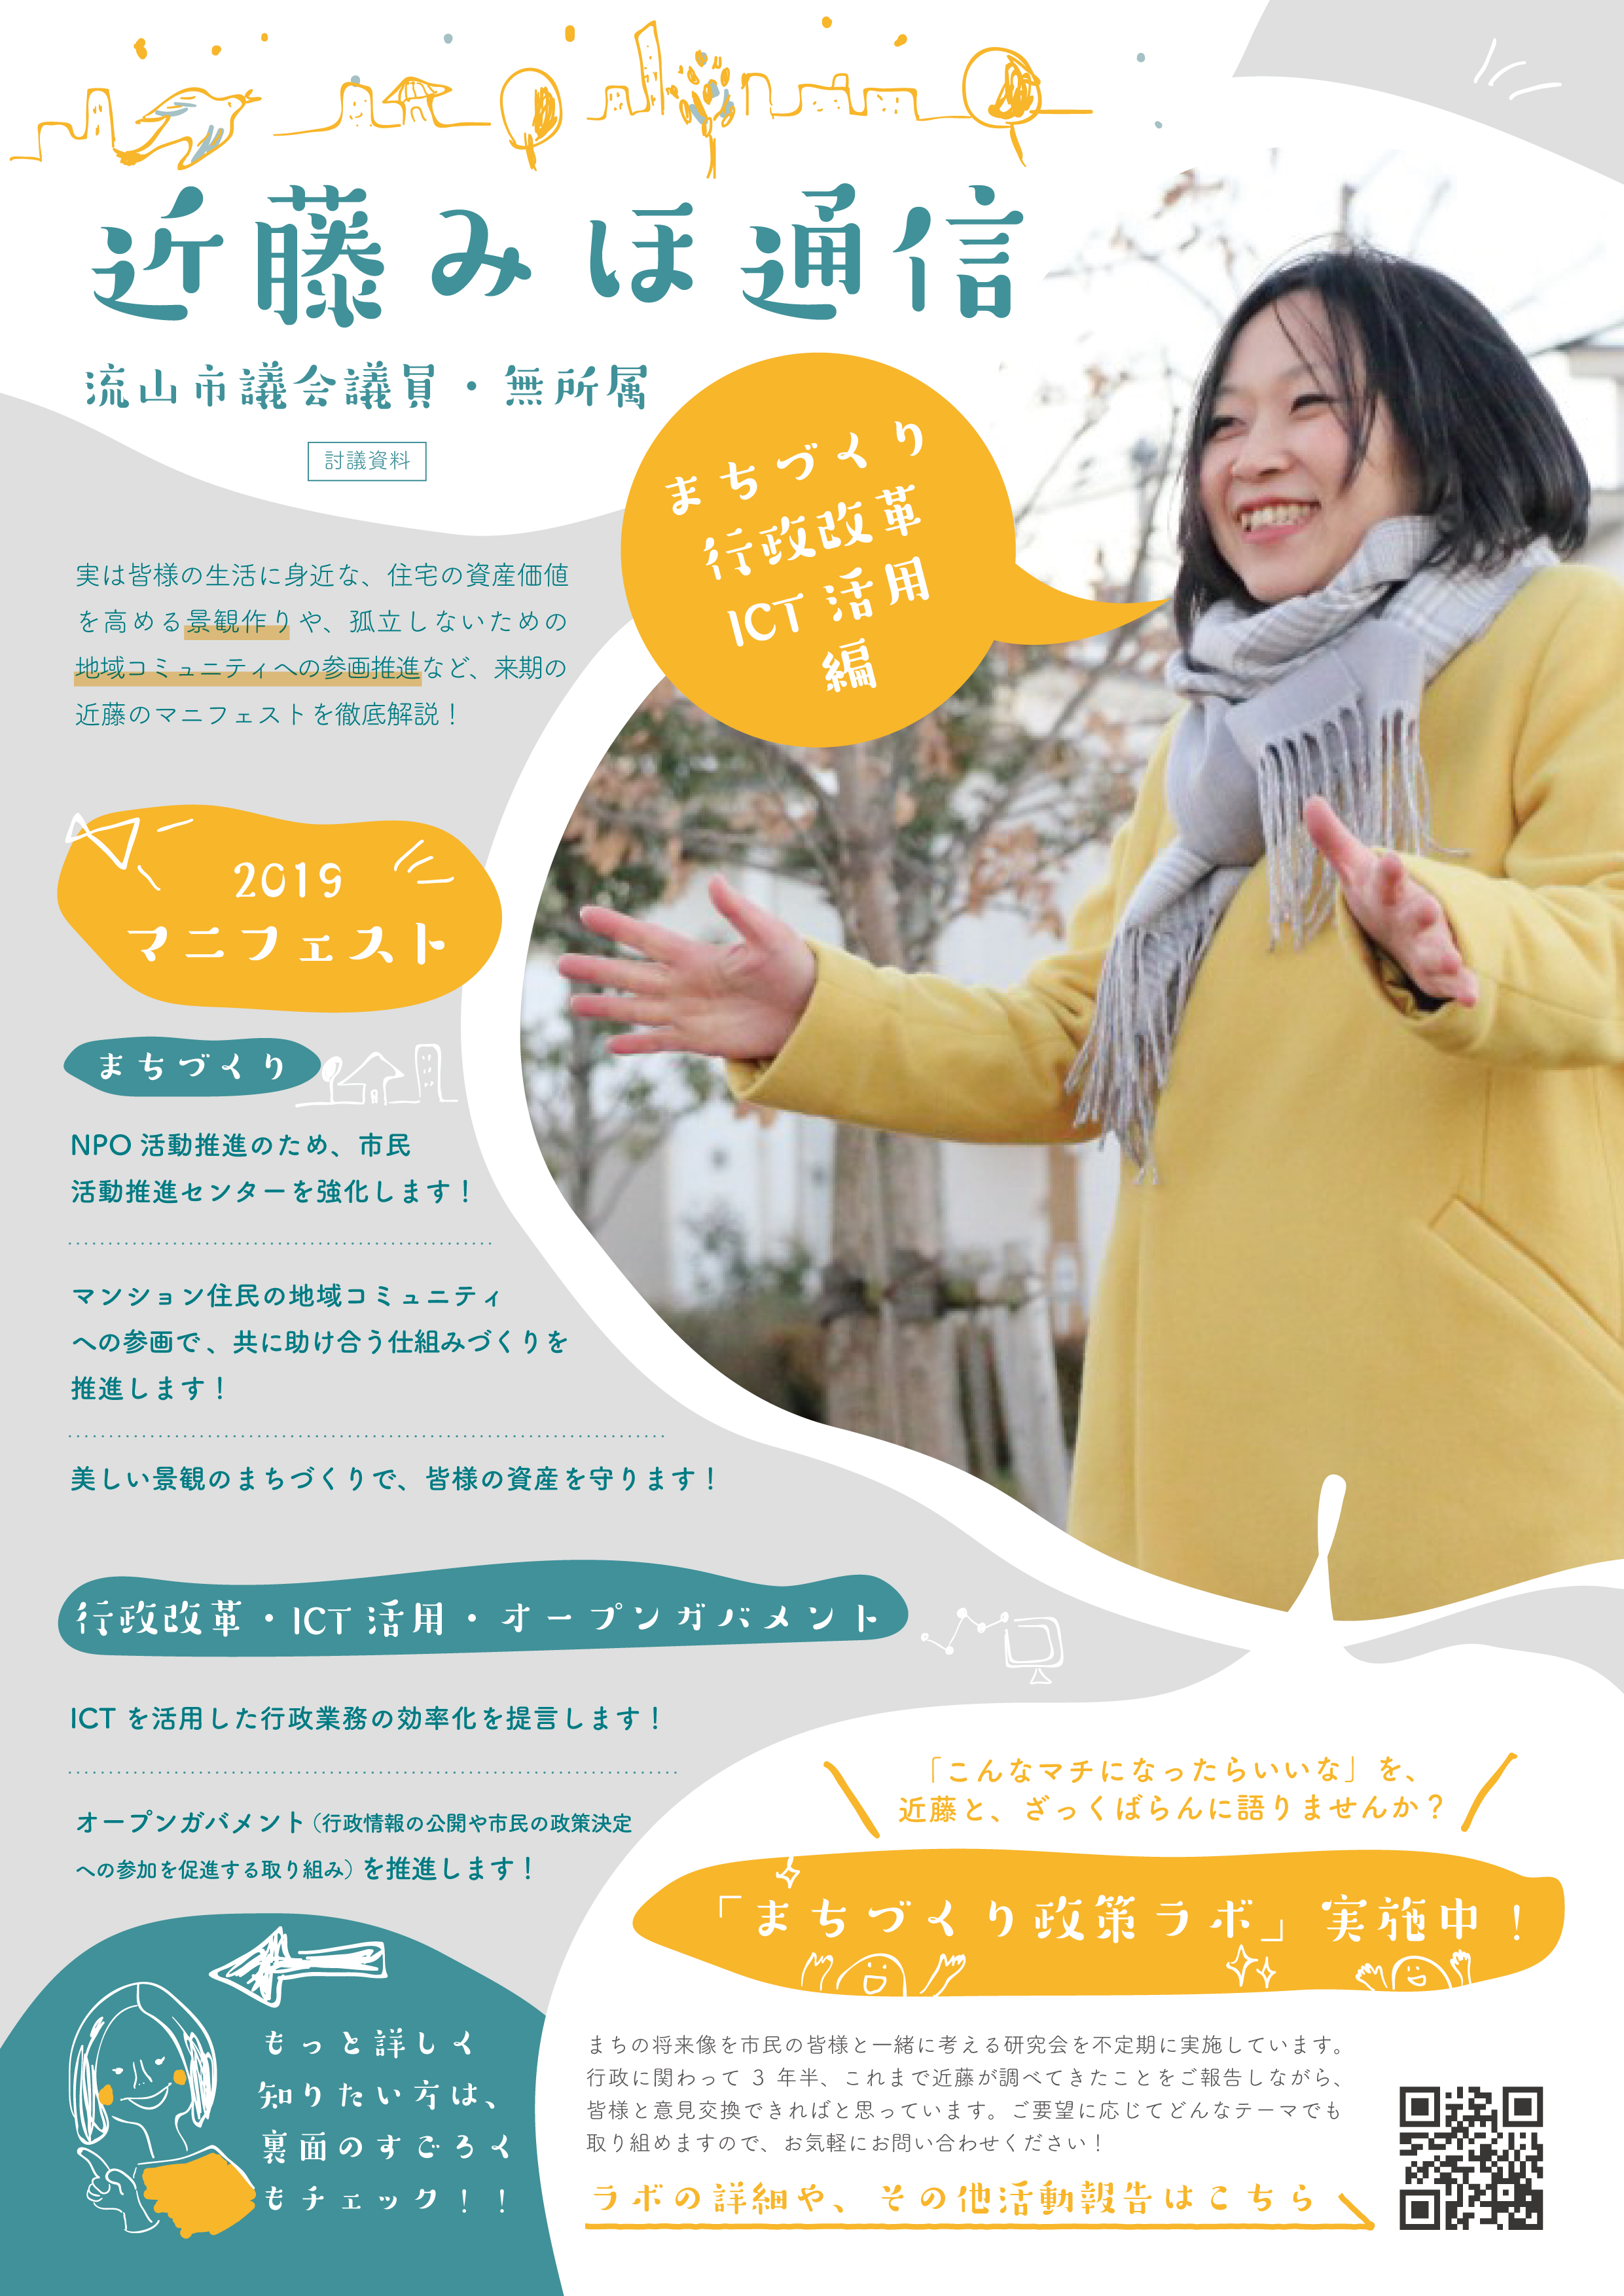 近藤みほ通信
流山市議会議員・無所属
討議資料
まちづくり
行政改革
ICT 活用
編
実は皆様の生活に身近な、住宅の資産価値
を高める景観作りや、孤立しないための
地域コミュニティへの参画推進など、来期の
近藤のマニフェストを徹底解説！
2019
マニフェスト
まちづくり
NPO 活動推進のため、市民
活動推進センターを強化します！
マンション住民の地域コミュニティ
への参画で、共に助け合う仕組みづくりを
推進します！
美しい景観のまちづくりで、皆様の資産を守ります！
行政改革・ICT 活用・オープンガバメント
ICT を活用した行政業務の効率化を提言します！
オープンガバメント（行政情報の公開や市民の政策決定
への参加を促進する取り組み）を推進します！
もっと詳しく
知りたい方は、
裏面のすごろく
もチェック！！
「こんなマチになったらいいな」を、
近藤と、ざっくばらんに語りませんか？
「まちづくり政策ラボ」実施中！
まちの将来像を市民の皆様と一緒に考える研究会を不定期に実施しています。
行政に関わって 3 年半、これまで近藤が調べてきたことをご報告しながら、
皆様と意見交換できればと思っています。ご要望に応じてどんなテーマでも
取り組めますので、お気軽にお問い合わせください！
ラボの詳細や、その他活動報告はこちら